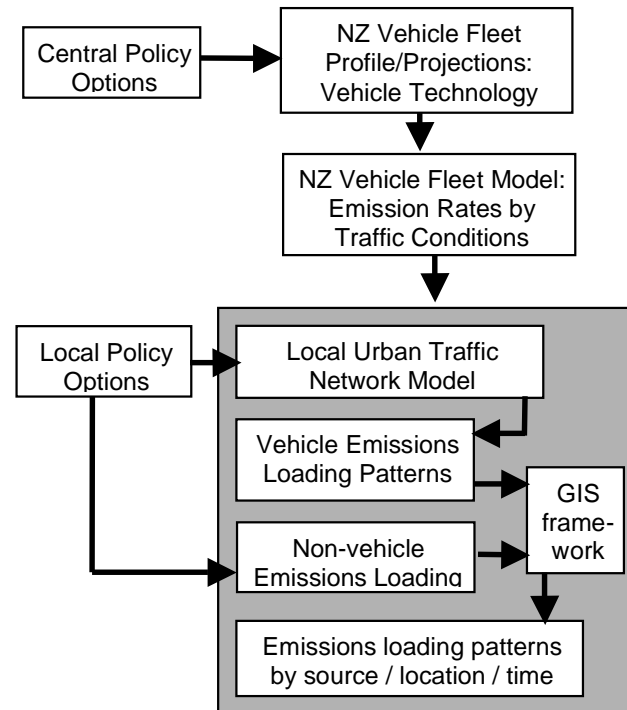 Central Policy
Options
NZ Vehicle Fleet
Profile/Projections:
Vehicle Technology
NZ Vehicle Fleet Model:
Emission Rates by
Traffic Conditions
Local Policy
Options
Local Urban Traffic
Network Model
Vehicle Emissions
Loading Patterns
GIS
frame-
work
Non-vehicle
Emissions Loading
Emissions loading patterns
by source / location / time